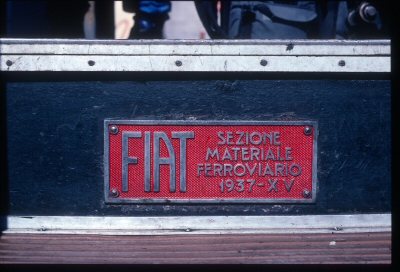 FIAT
SEZIONE
MATERIALE
FERROVIARIO
1937-XV